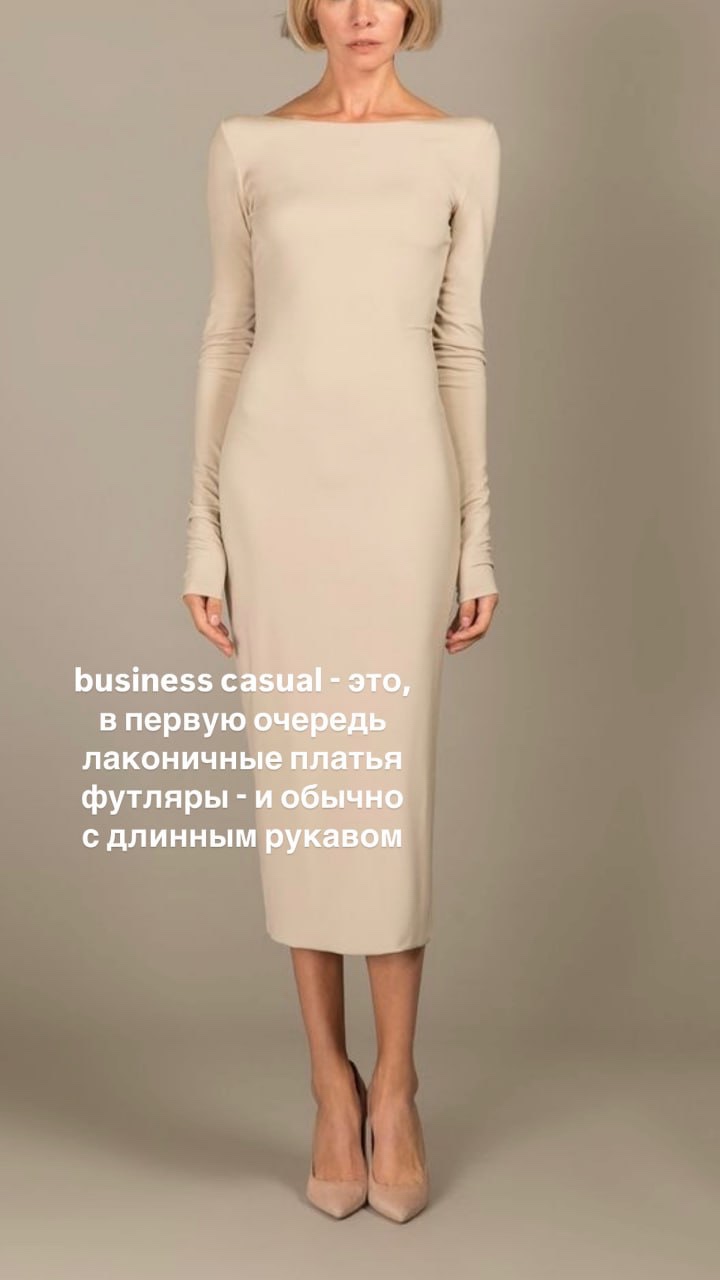 business casual - это,
в первую очередь
лаконичные платья
футляры - и обычно
с длинным рукавом